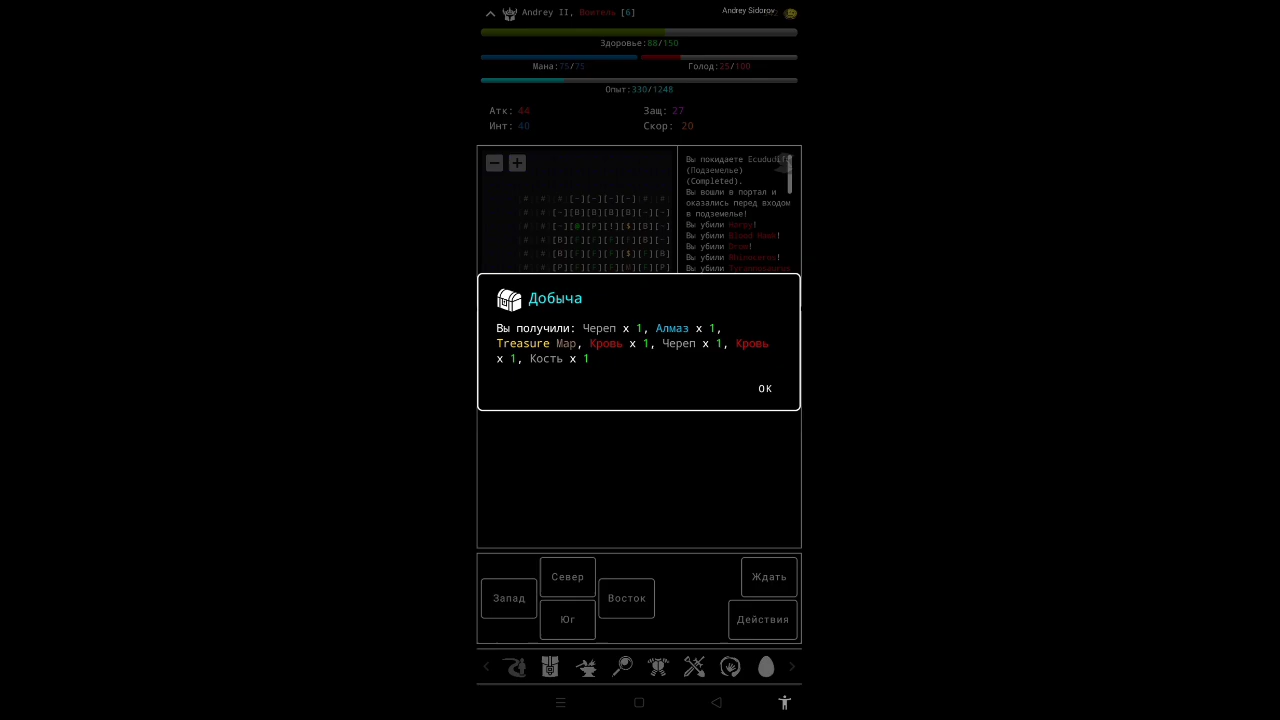 Andrey II, Воитель [6]
Andrey Sidorov
Здоровье:88/150
Мана:75/75
Голод:25/100
Опыт:330/1248
Атк: 44
Защ: 27
Инт: 40
Скор: 20
− +
Вы покидаете
(Подземелье)
(Completed).
Вы вошли в портал и
оказались перед входом
в подземелье!
Вы убили Harpy!
Вы убили Blood Hawk!
Вы убили Drow!
Вы убили
Вы убили Tyrannosaurus
# # # [~][~][~][~] # #
# # [~][B][B][B][B][~][~]
# # [~][@][P][!][$][B][~]
# # [B][F][F][F][F][B][~]
# # [B][F][F][F][$][F][B]
# # [P][F][F][F][M][F][P]
Добыча
Вы получили: Череп x 1, Алмаз x 1,
Treasure Map, Кровь x 1, Череп x 1, Кровь
x 1, Кость x 1
OK
Север
Ждать
Запад
Восток
Юг
Действия